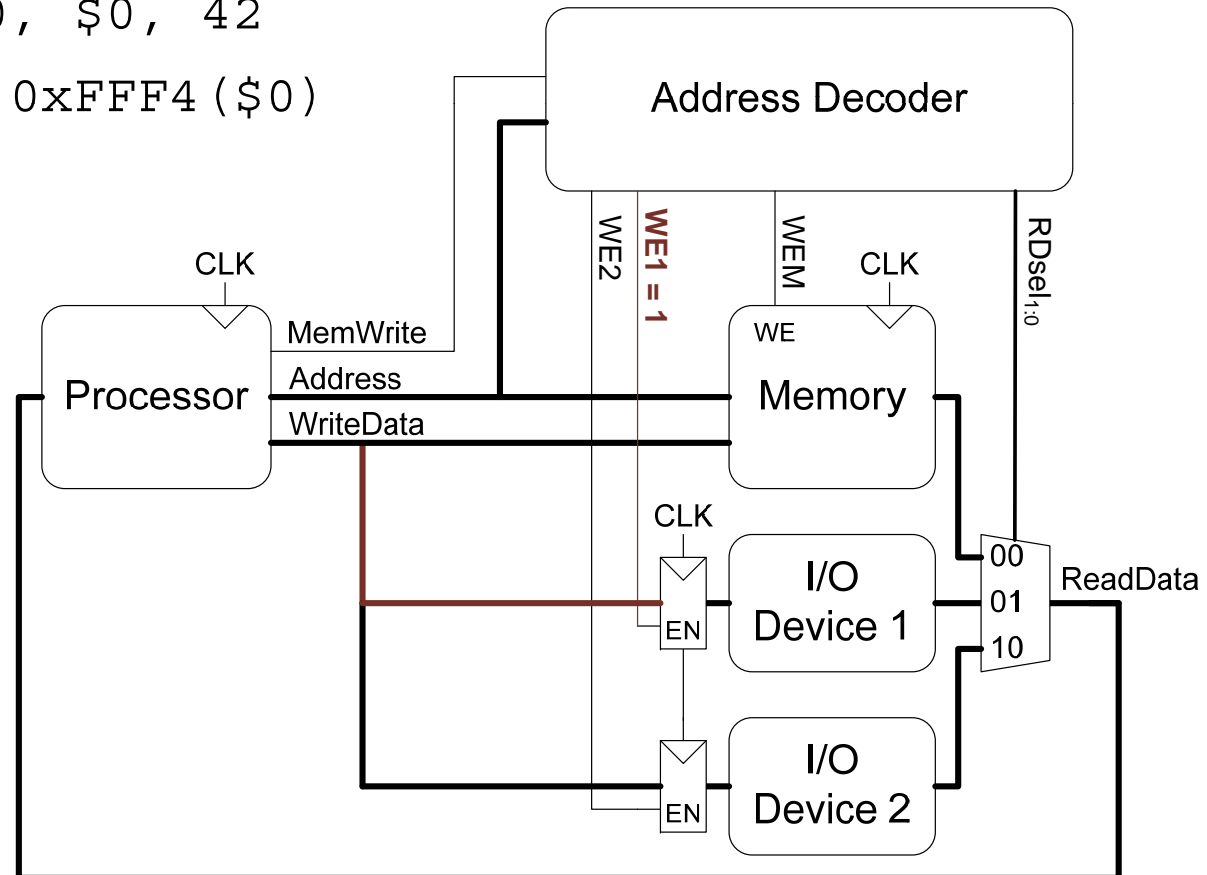 , $0, 42
0xFFF4($0)
Address Decoder
WE2
WE1 = 1
WEM
RDsel1:0
CLK
CLK
Processor
MemWrite
Address
WriteData
WE
Memory
CLK
EN
I/O
Device 1
00
01
10
ReadData
EN
I/O
Device 2